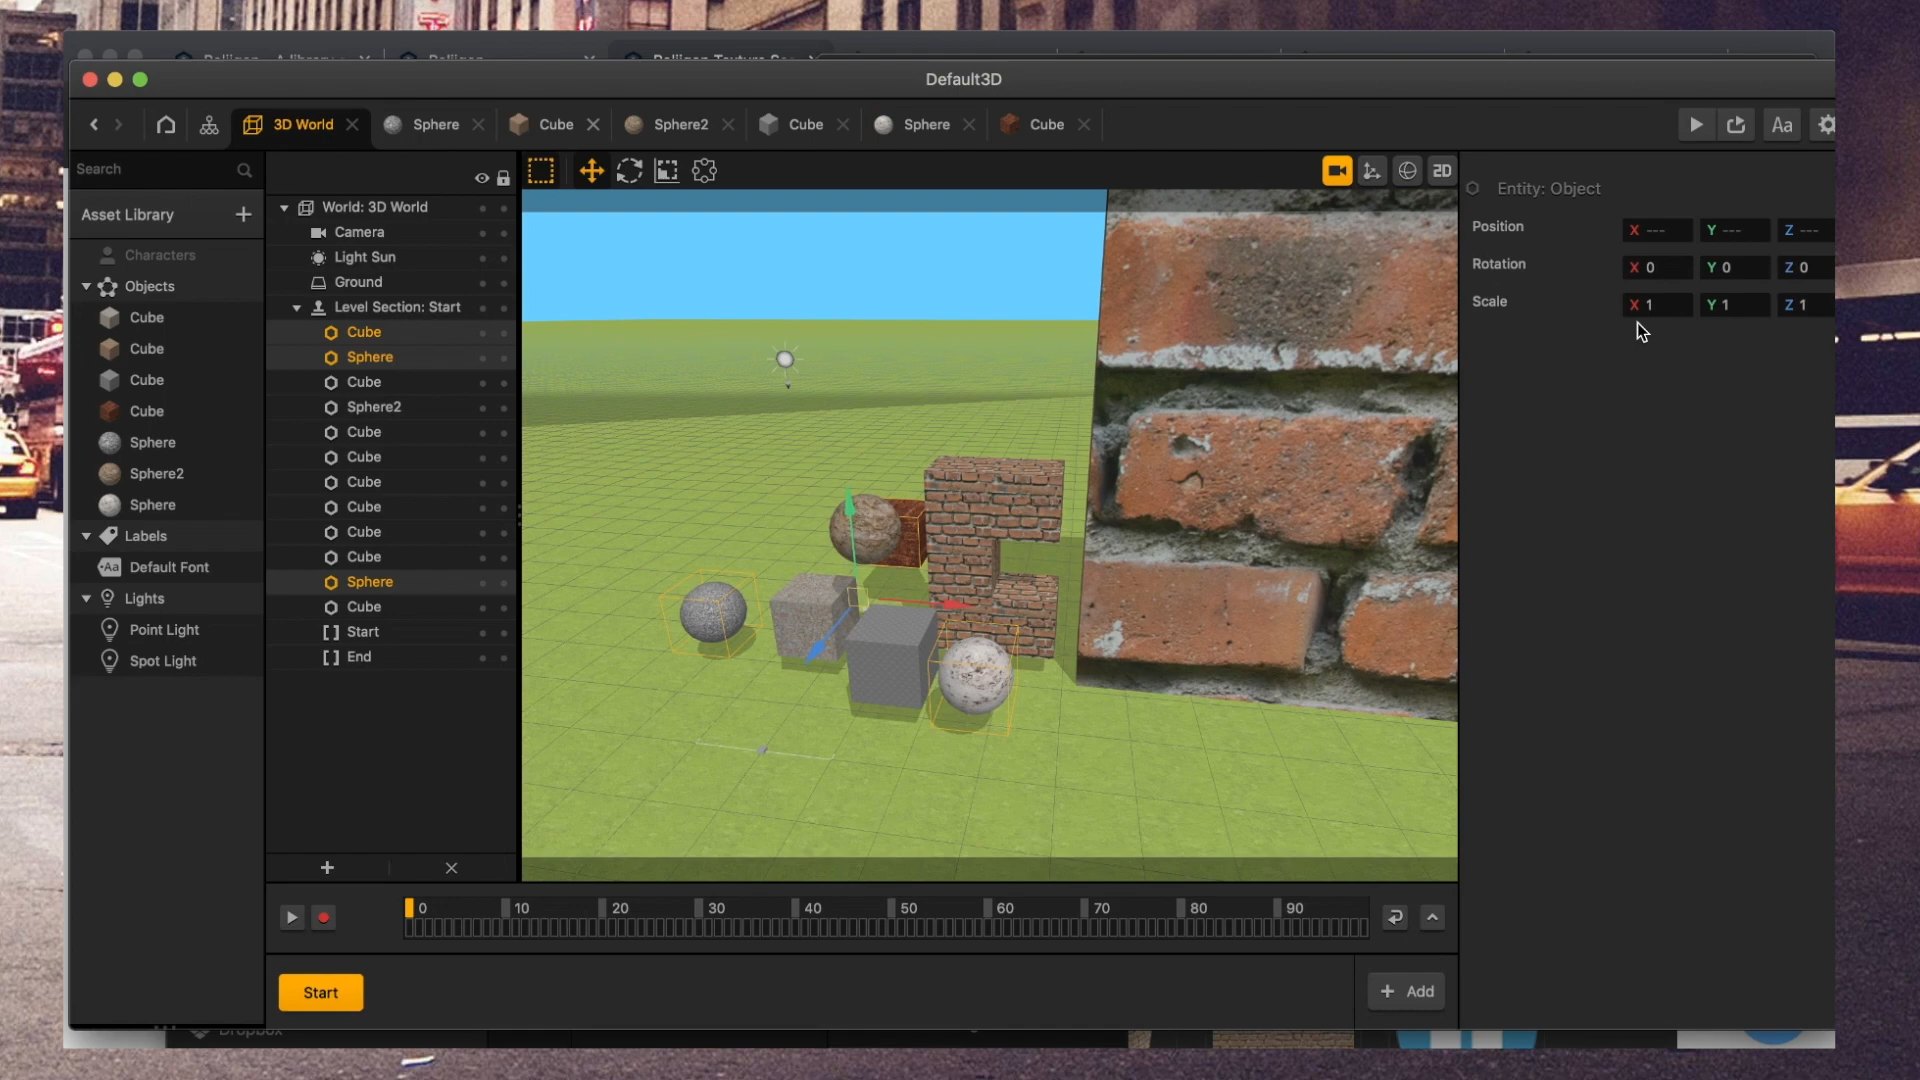 Default3D
3D World
Sphere
Cube
Sphere2
Cube
Sphere
Cube
Aa
Search
Asset Library
Characters
Objects
Cube
Cube
Cube
Cube
Sphere
Sphere2
Sphere
Labels
Aa Default Font
Lights
Point Light
Spot Light
World: 3D World
Camera
Light Sun
Ground
Level Section: Start
Cube
Sphere
Cube
Sphere2
Cube
Cube
Cube
Cube
Cube
Cube
Sphere
Cube
Start
End
2D
Entity: Object
Position X --- Y --- Z ---
Rotation X 0 Y 0 Z 0
Scale X 1 Y 1 Z 1
0 10 20 30 40 50 60 70 80 90
Start
+ Add
Dropbox